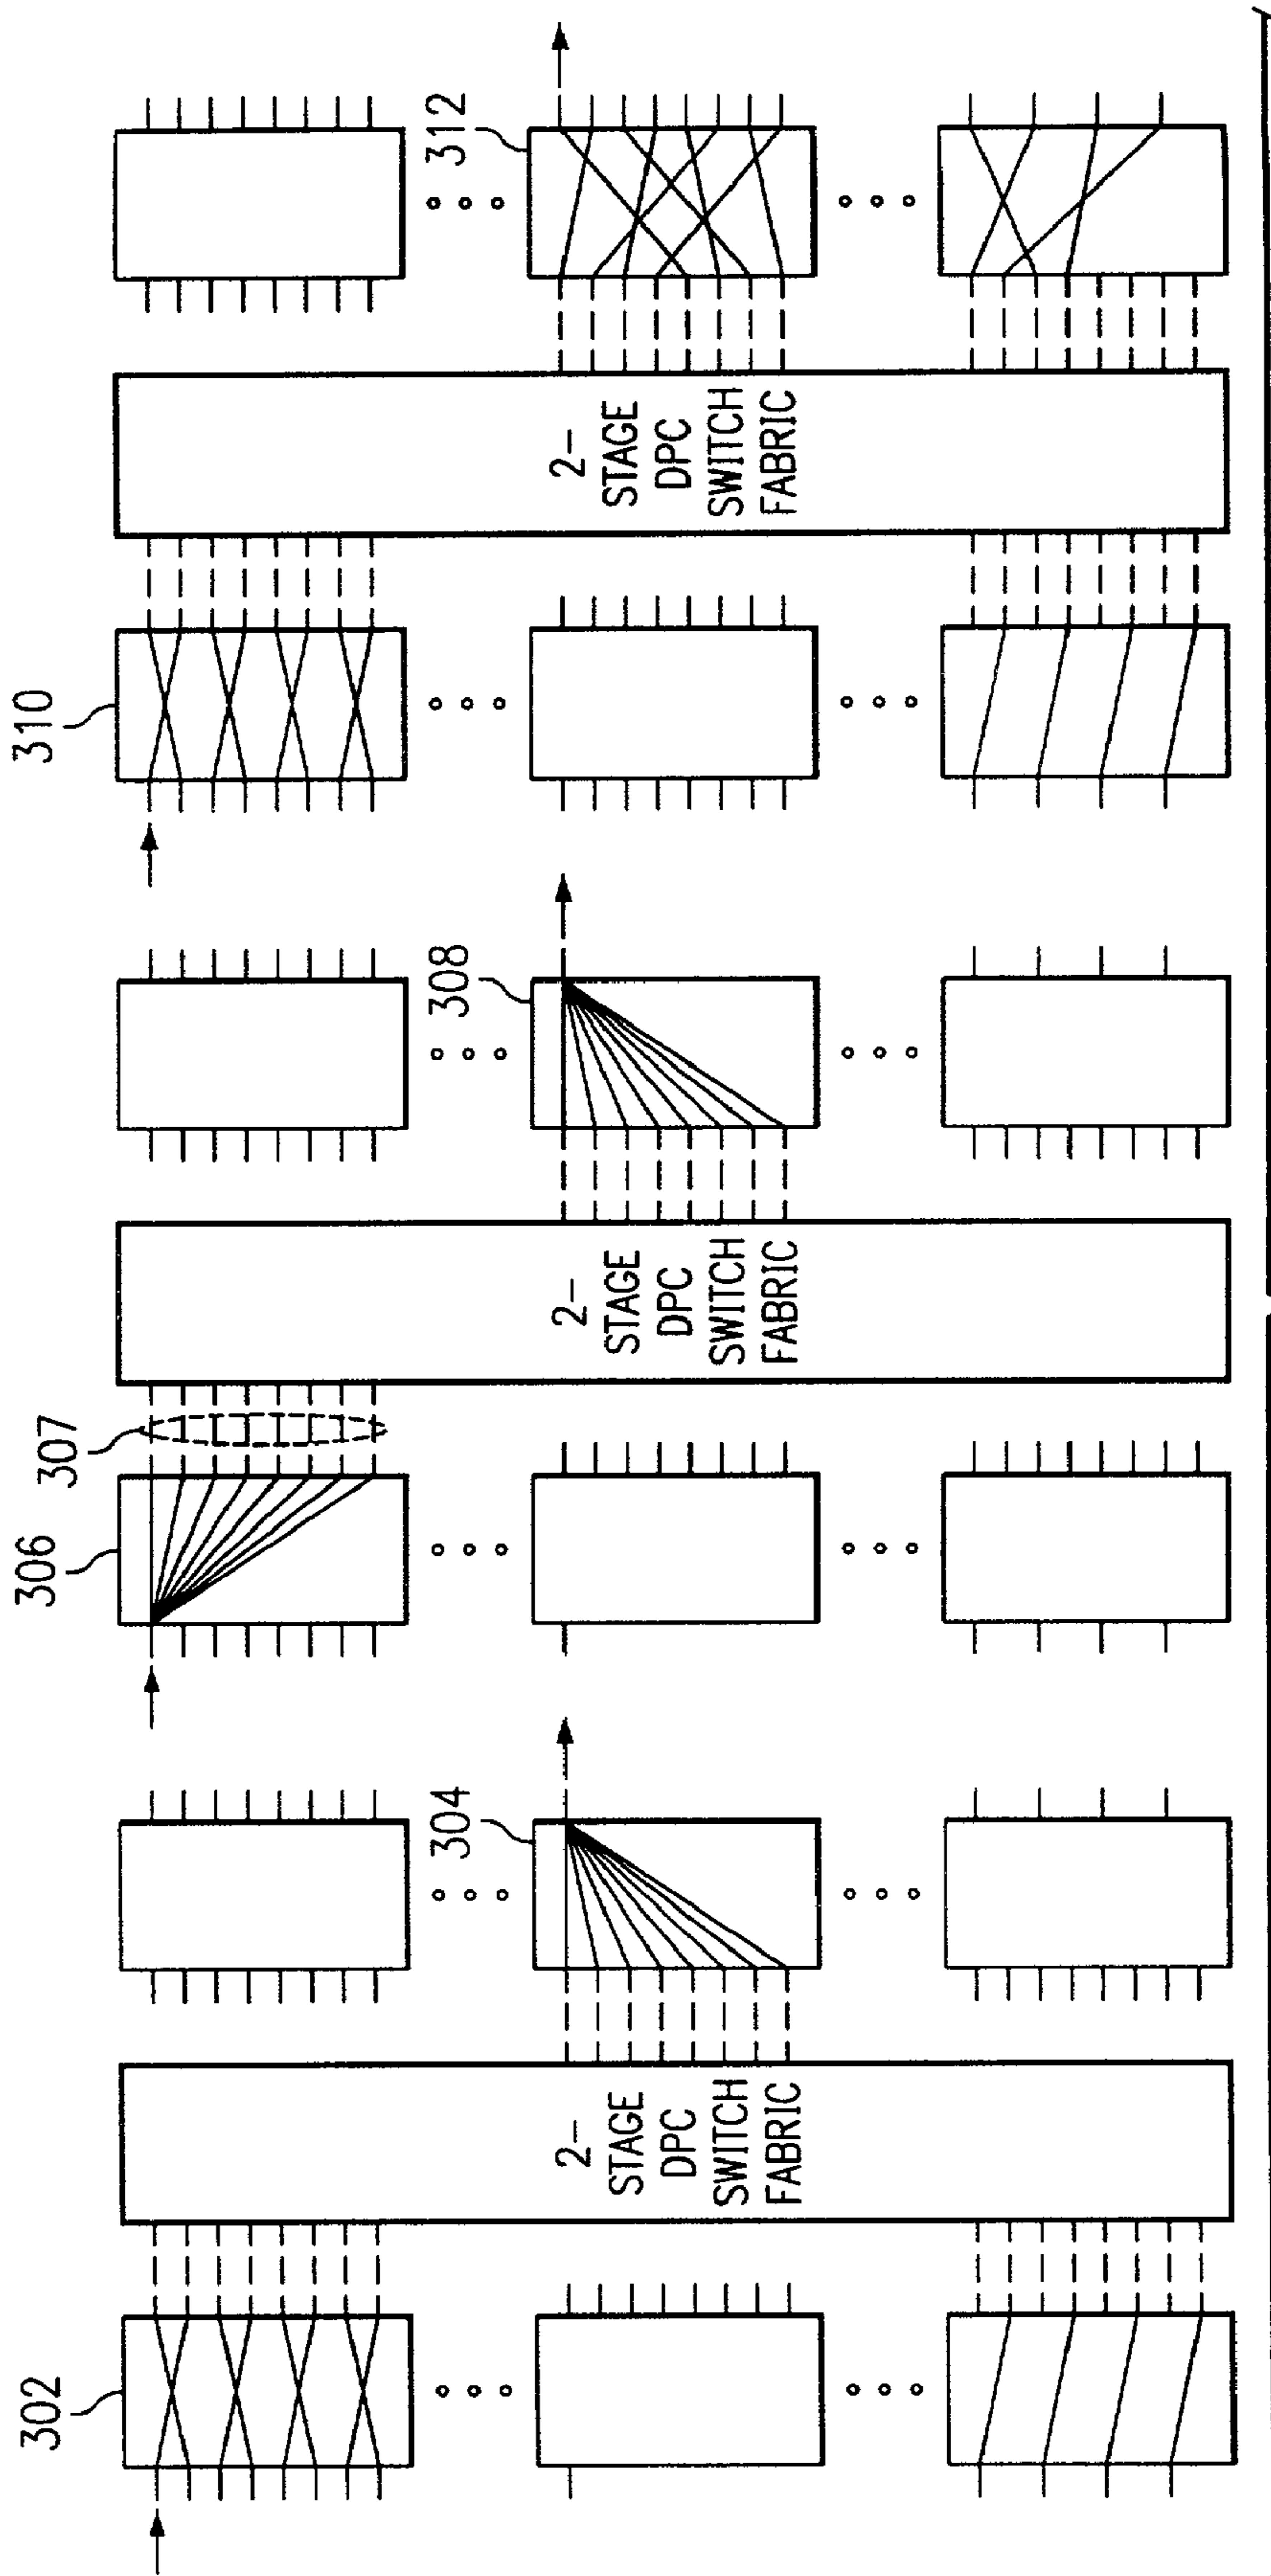 302
2-
STAGE
DPC
SWITCH
FABRIC
304
306
307
2-
STAGE
DPC
SWITCH
FABRIC
308
310
2-
STAGE
DPC
SWITCH
FABRIC
312